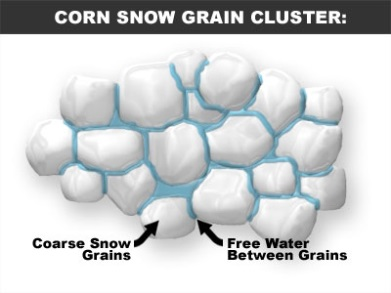 CORN SNOW GRAIN CLUSTER:
Coarse Snow
Grains
Free Water
Between Grains